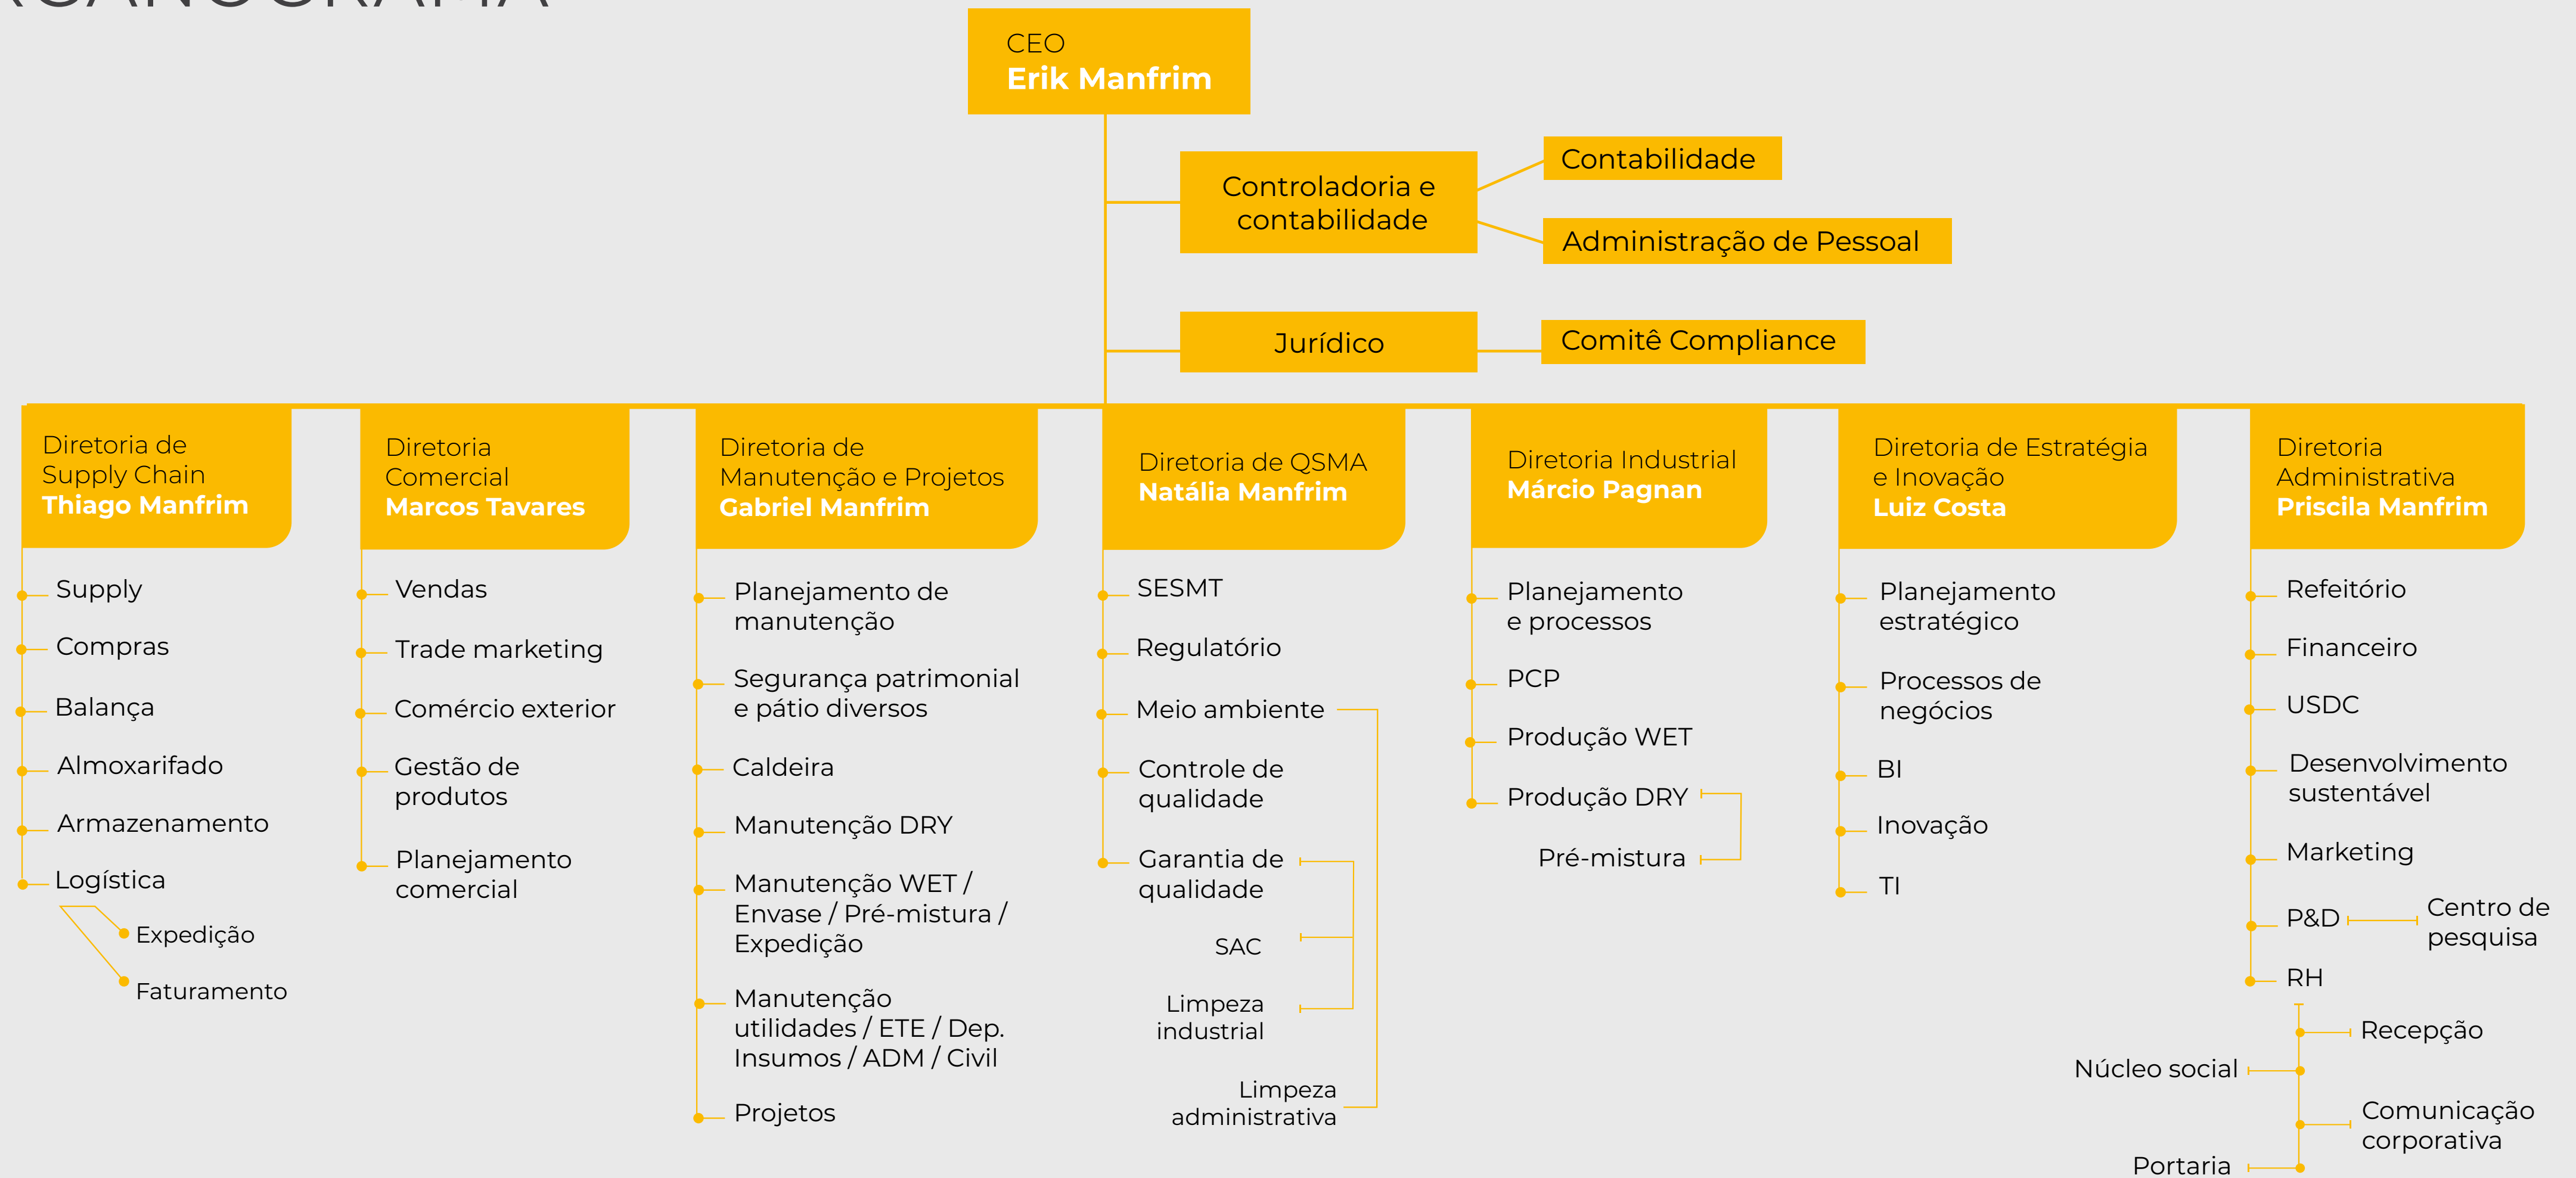 CEO
Erik Manfrim
Controladoria e
contabilidade
Contabilidade
Administração de Pessoal
Jurídico
Comitê Compliance
Diretoria de
Supply Chain
Thiago Manfrim
Supply
Compras
Balança
Almoxarifado
Armazenamento
Logística
Expedição
Faturamento
Diretoria
Comercial
Marcos Tavares
Vendas
Trade marketing
Comércio exterior
Gestão de
produtos
Planejamento
comercial
Diretoria de
Manutenção e Projetos
Gabriel Manfrim
Planejamento de
manutenção
Segurança patrimonial
e pátio diversos
Caldeira
Manutenção DRY
Manutenção WET /
Envase / Pré-mistura /
Expedição
Manutenção
utilidades / ETE / Dep.
Insumos / ADM / Civil
Projetos
Diretoria de QSMA
Natália Manfrim
SESMT
Regulatório
Meio ambiente
Controle de
qualidade
Garantia de
qualidade
SAC
Limpeza
industrial
Limpeza
administrativa
Diretoria Industrial
Márcio Pagnan
Planejamento
e processos
PCP
Produção WET
Produção DRY
Pré-mistura
Diretoria de Estratégia
e Inovação
Luiz Costa
Planejamento
estratégico
Processos de
negócios
BI
Inovação
TI
Diretoria
Administrativa
Priscila Manfrim
Refeitório
Financeiro
USDC
Desenvolvimento
sustentável
Marketing
P&D
Centro de
pesquisa
RH
Recepção
Núcleo social
Comunicação
corporativa
Portaria